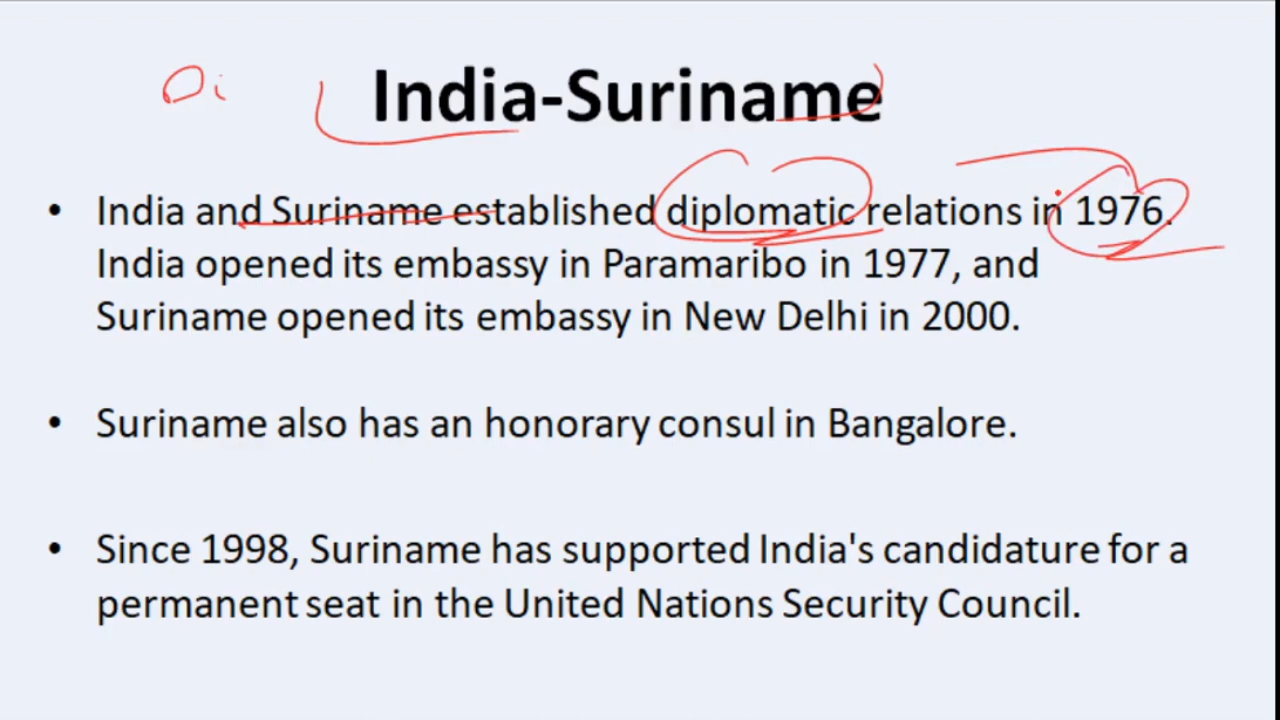 India-Suriname
• India and Suriname established diplomatic relations in 1976.
India opened its embassy in Paramaribo in 1977, and
Suriname opened its embassy in New Delhi in 2000.
• Suriname also has an honorary consul in Bangalore.
• Since 1998, Suriname has supported India's candidature for a
permanent seat in the United Nations Security Council.